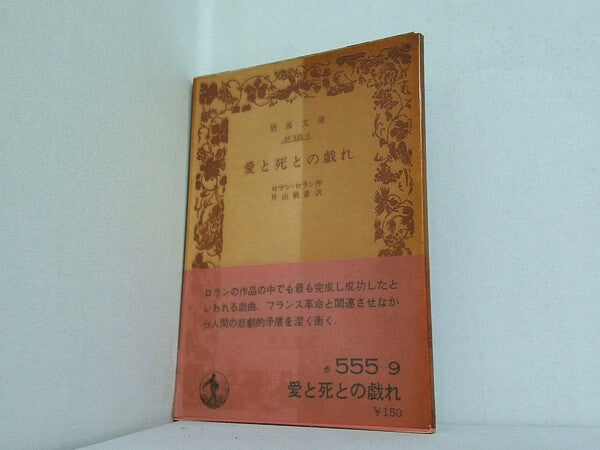 岩波文庫
37-555-9
愛と死との戯れ
ロマン・ロラン作
片山敏彦訳
ロランの作品の中でも最も完成し成功したと
いわれる戯曲、フランス革命と関連させなが
ら人間の悲劇的矛盾を深く衝く.
赤 555-9
愛と死との戯れ
￥150